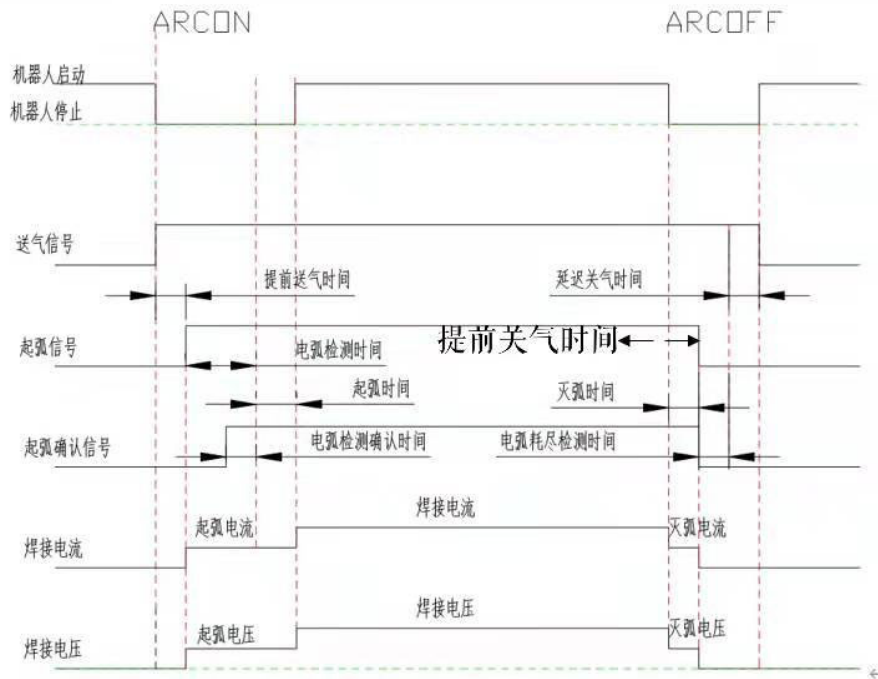 ARCON
ARCOFF
机器人启动
机器人停止
送气信号
提前送气时间
延迟关气时间
起弧信号
电弧检测时间
提前关气时间
起弧时间
灭弧时间
起弧确认信号
电弧检测确认时间
电弧耗尽检测时间
焊接电流
起弧电流
焊接电流
灭弧电流
焊接电压
起弧电压
焊接电压
灭弧电压